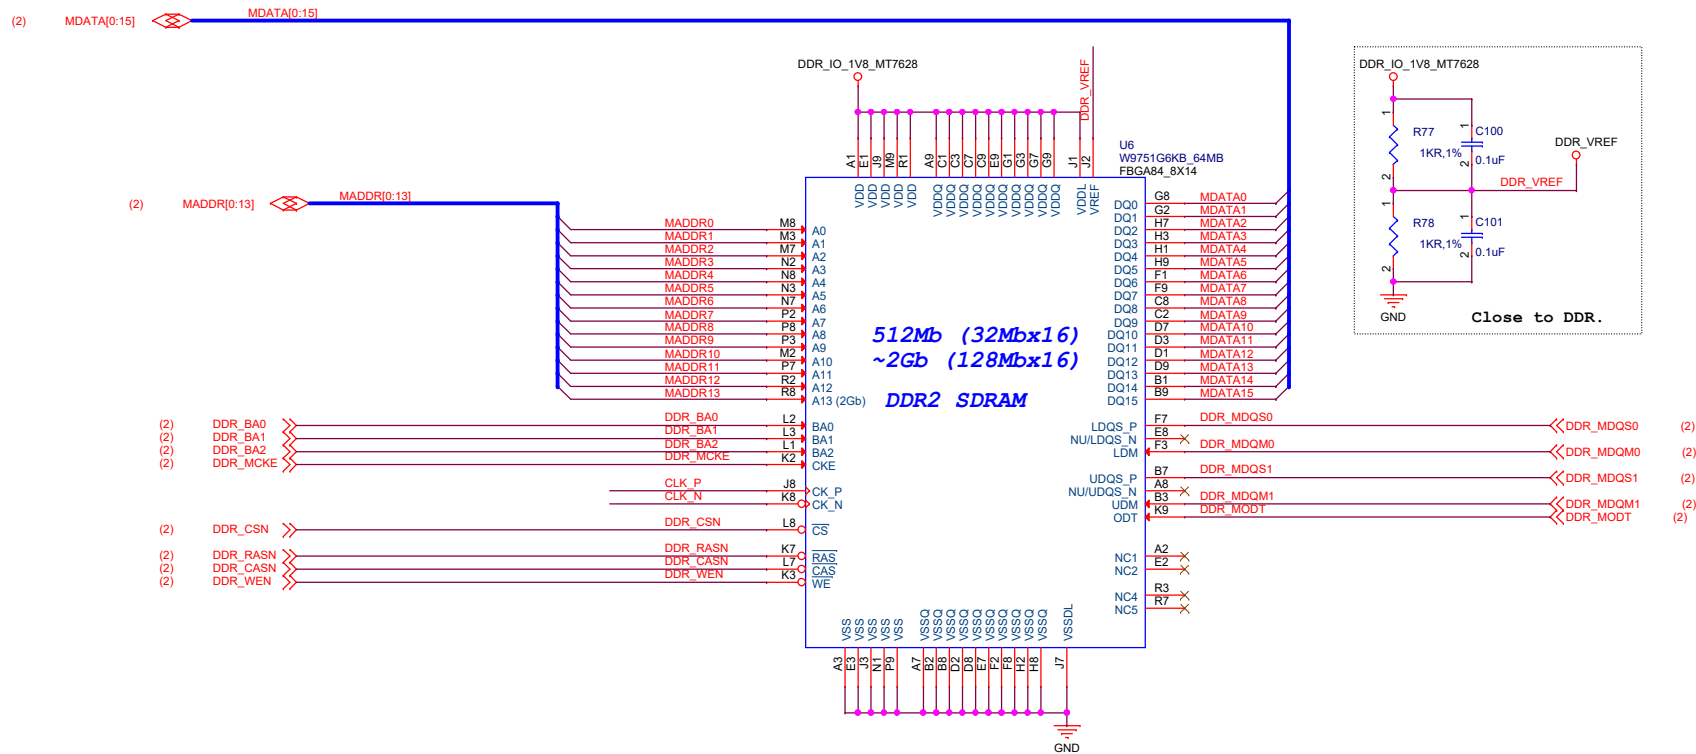 (2) MDATA[0:15] MDATA[0:15]
DDR_IO_1V8_MT7628
DDR_VREF
A1 E1 J9 M9 R1 A9 C1 C3 C7 C9 E9 G1 G3 G7 G9 J1 J2
VDD VDD VDD VDD VDD VDDQ VDDQ VDDQ VDDQ VDDQ VDDQ VDDQ VDDQ VDDQ VDDQ VDDL VREF
U6
W9751G6KB_64MB
FBGA84_8X14
(2) MADDR[0:13] MADDR[0:13]
MADDR0 M8 A0
MADDR1 M3 A1
MADDR2 M7 A2
MADDR3 N2 A3
MADDR4 N8 A4
MADDR5 N3 A5
MADDR6 N7 A6
MADDR7 P2 A7
MADDR8 P8 A8
MADDR9 P3 A9
MADDR10 M2 A10
MADDR11 P7 A11
MADDR12 R2 A12
MADDR13 R8 A13 (2Gb)
(2) DDR_BA0 DDR_BA0 L2 BA0
(2) DDR_BA1 DDR_BA1 L3 BA1
(2) DDR_BA2 DDR_BA2 L1 BA2
(2) DDR_MCKE DDR_MCKE K2 CKE
CLK_P J8 CK_P
CLK_N K8 CK_N
(2) DDR_CSN DDR_CSN L8 CS
(2) DDR_RASN DDR_RASN K7 RAS
(2) DDR_CASN DDR_CASN L7 CAS
(2) DDR_WEN DDR_WEN K3 WE
512Mb (32Mbx16)
~2Gb (128Mbx16)
DDR2 SDRAM
DQ0 G8 MDATA0
DQ1 G2 MDATA1
DQ2 H7 MDATA2
DQ3 H3 MDATA3
DQ4 H1 MDATA4
DQ5 H9 MDATA5
DQ6 F1 MDATA6
DQ7 F9 MDATA7
DQ8 C8 MDATA8
DQ9 C2 MDATA9
DQ10 D7 MDATA10
DQ11 D3 MDATA11
DQ12 D1 MDATA12
DQ13 D9 MDATA13
DQ14 B1 MDATA14
DQ15 B9 MDATA15
LDQS_P F7 DDR_MDQS0 DDR_MDQS0 (2)
NU/LDQS_N E8
LDM F3 DDR_MDQM0 DDR_MDQM0 (2)
UDQS_P B7 DDR_MDQS1 DDR_MDQS1 (2)
NU/UDQS_N A8
UDM B3 DDR_MDQM1 DDR_MDQM1 (2)
ODT K9 DDR_MODT DDR_MODT (2)
NC1 A2
NC2 E2
NC4 R3
NC5 R7
VSS VSS VSS VSS VSS VSSQ VSSQ VSSQ VSSQ VSSQ VSSQ VSSQ VSSQ VSSQ VSSQ VSSDL
A3 E3 J3 N1 P9 A7 B2 B8 D2 D8 E7 F2 F8 H2 H8 J7
GND
DDR_IO_1V8_MT7628
1 1
R77 C100
1KR,1% 0.1uF
2 2
DDR_VREF
DDR_VREF
1 1
R78 C101
1KR,1% 0.1uF
2 2
GND
Close to DDR.